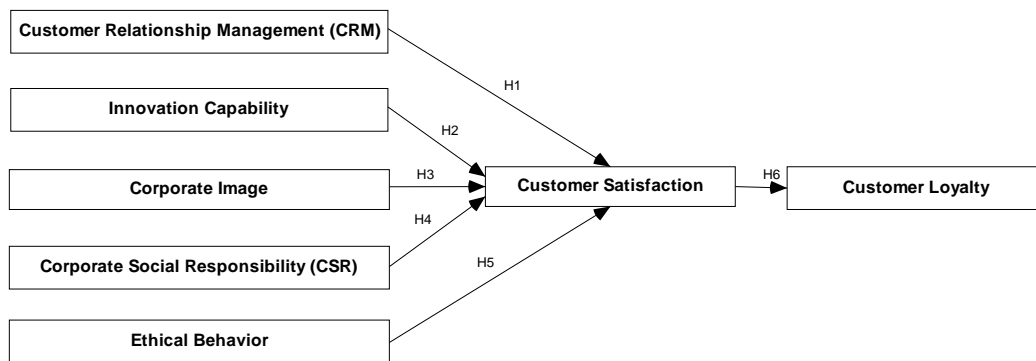 Customer Relationship Management (CRM)
H1
Innovation Capability
H2
Corporate Image
H3
Customer Satisfaction
H6
Customer Loyalty
H4
Corporate Social Responsibility (CSR)
H5
Ethical Behavior